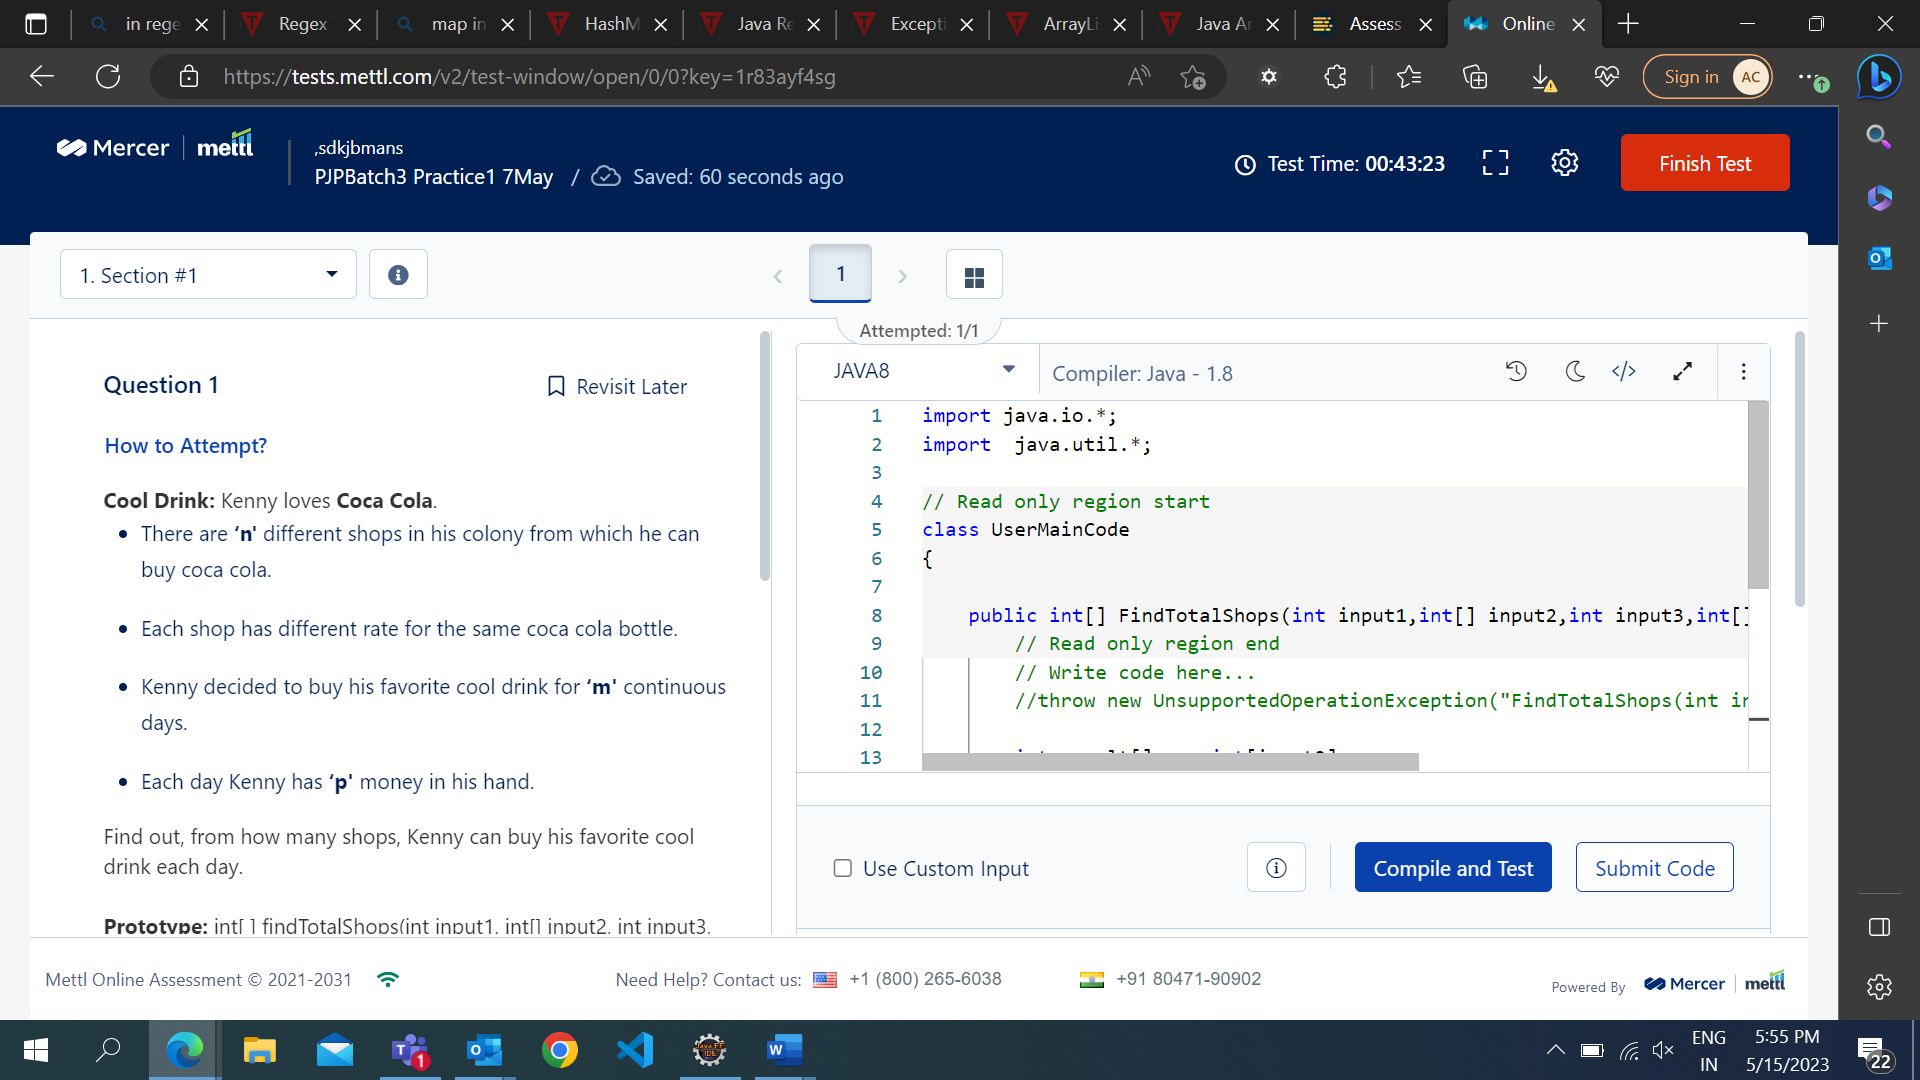 in rege
Regex
map in
HashM
Java Re
Excepti
ArrayLi
Java Ar
Assess
Online
https://tests.mettl.com/v2/test-window/open/0/0?key=1r83ayf4sg
Sign in
AC
Mercer
mettl
,sdkjbmans
PJPBatch3 Practice1 7May / Saved: 60 seconds ago
Test Time: 00:43:23
Finish Test
1. Section #1
1
Attempted: 1/1
Question 1
Revisit Later
How to Attempt?
Cool Drink: Kenny loves Coca Cola.
• There are ‘n' different shops in his colony from which he can
buy coca cola.
• Each shop has different rate for the same coca cola bottle.
• Kenny decided to buy his favorite cool drink for ‘m' continuous
days.
• Each day Kenny has ‘p' money in his hand.
Find out, from how many shops, Kenny can buy his favorite cool
drink each day.
Prototype: int[ ] findTotalShops(int input1, int[] input2, int input3,
JAVA8
Compiler: Java - 1.8
1 import java.io.*;
2 import  java.util.*;
3
4 // Read only region start
5 class UserMainCode
6 {
7
8 public int[] FindTotalShops(int input1,int[] input2,int input3,int[]
9 // Read only region end
10 // Write code here...
11 //throw new UnsupportedOperationException("FindTotalShops(int in
12
13
Use Custom Input
Compile and Test
Submit Code
Mettl Online Assessment © 2021-2031
Need Help? Contact us:
+1 (800) 265-6038
+91 80471-90902
Powered By
Mercer
mettl
1
ENG
IN
5:55 PM
5/15/2023
22